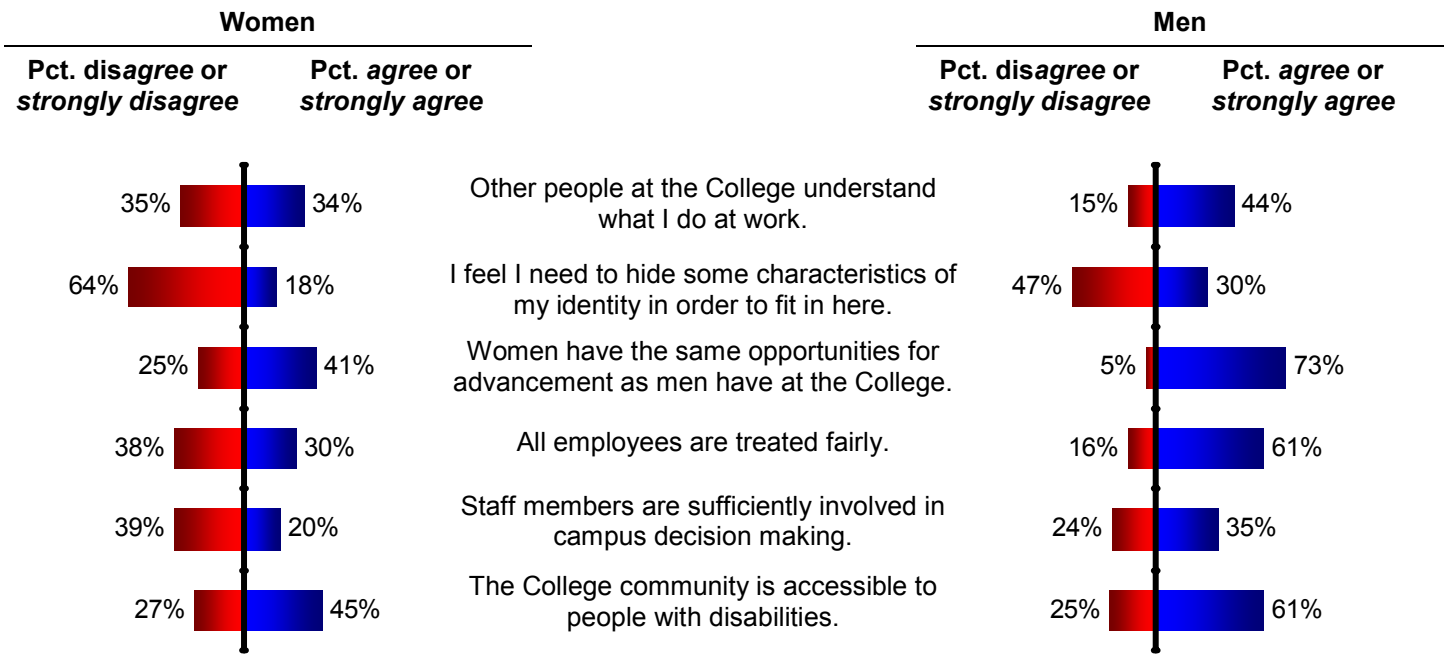 Women
Men
Pct. disagree or
strongly disagree
Pct. agree or
strongly agree
Pct. disagree or
strongly disagree
Pct. agree or
strongly agree
35%
34%
Other people at the College understand
what I do at work.
15%
44%
64%
18%
I feel I need to hide some characteristics of
my identity in order to fit in here.
47%
30%
25%
41%
Women have the same opportunities for
advancement as men have at the College.
5%
73%
38%
30%
All employees are treated fairly.
16%
61%
39%
20%
Staff members are sufficiently involved in
campus decision making.
24%
35%
27%
45%
The College community is accessible to
people with disabilities.
25%
61%